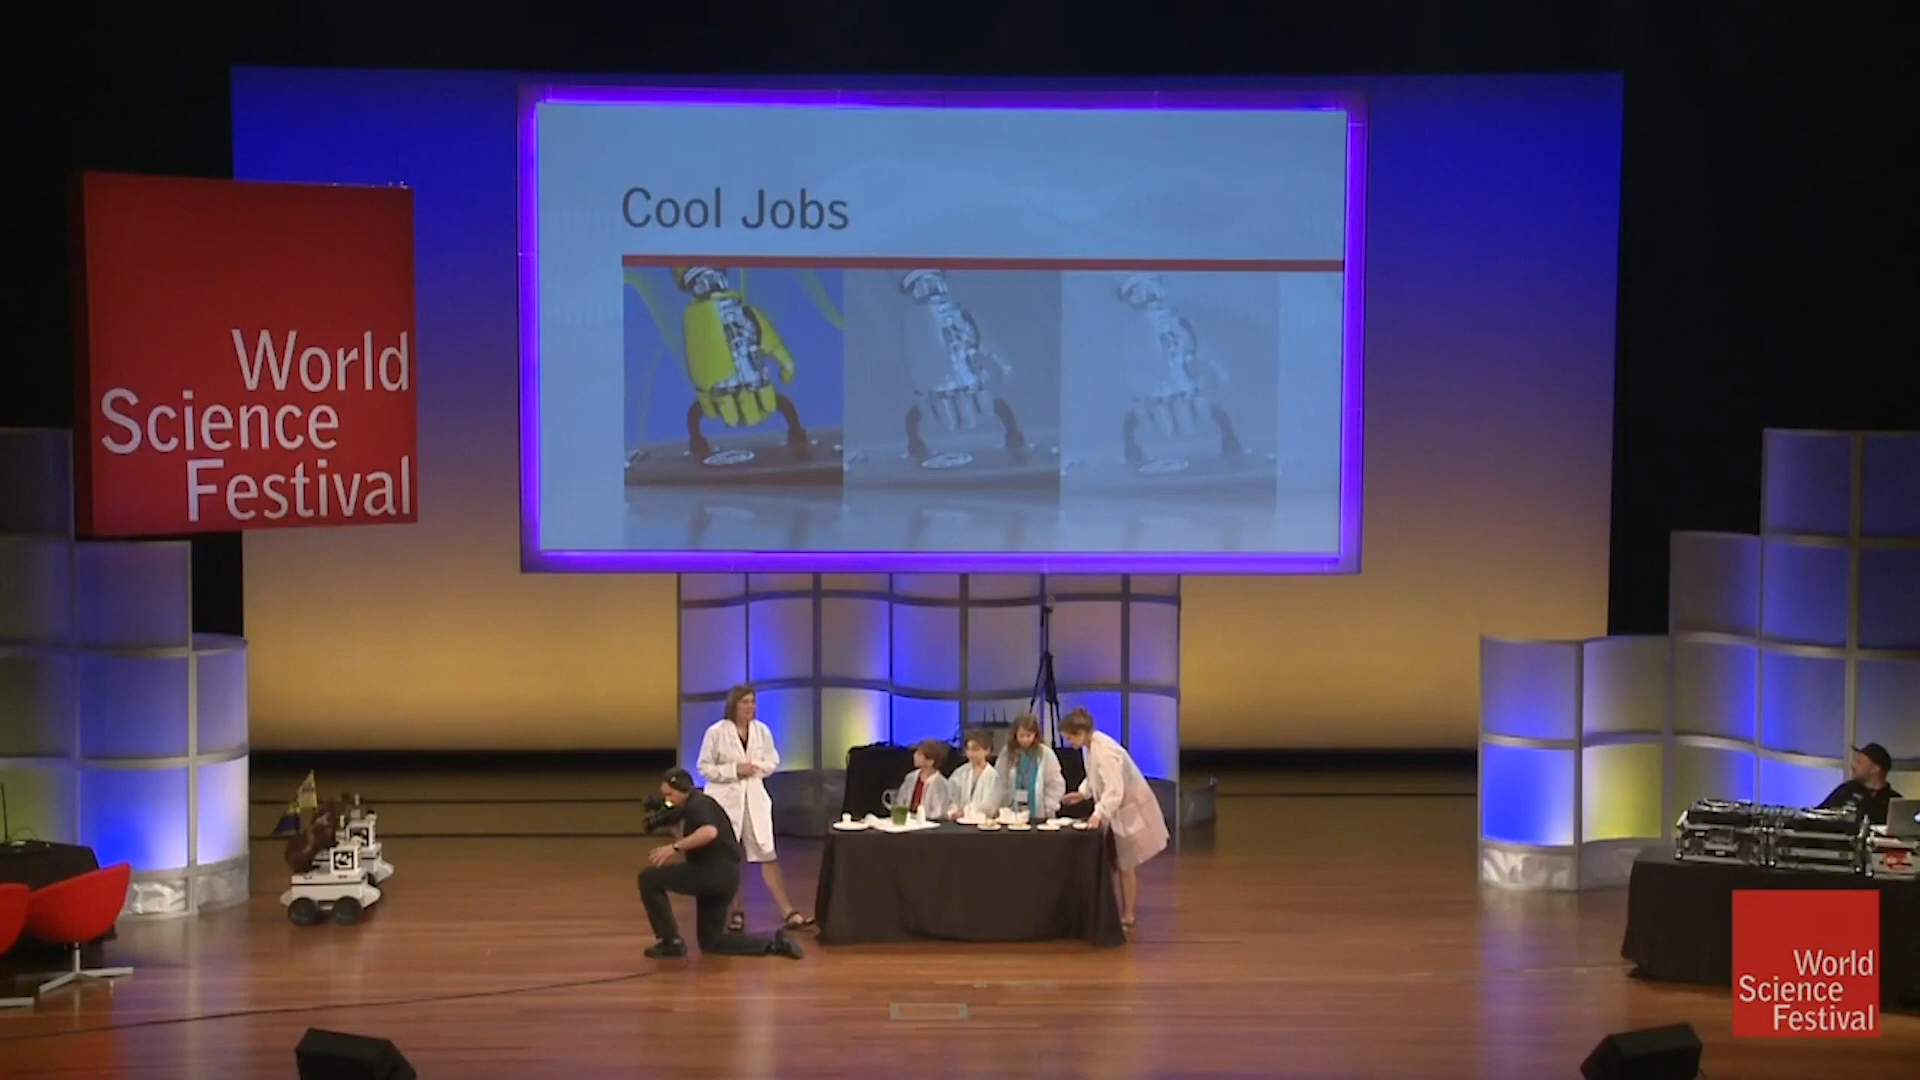 Cool Jobs
World
Science
Festival
World
Science
Festival